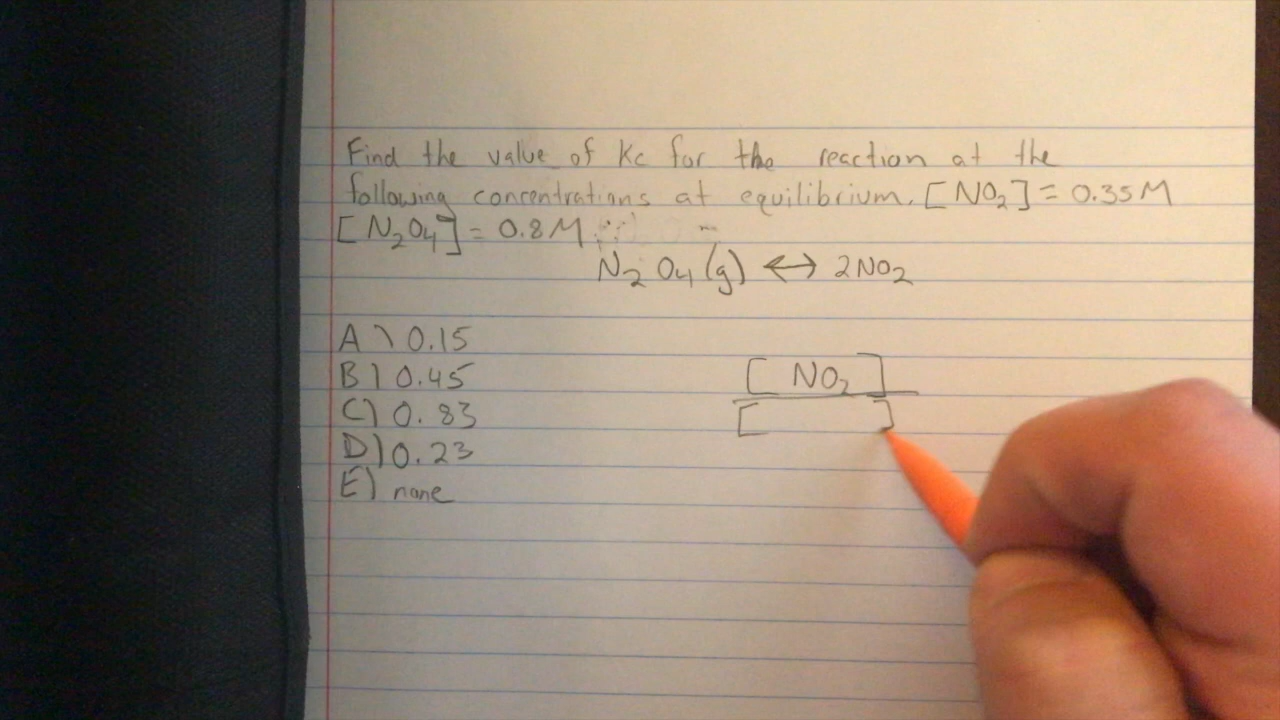 Find the value of Kc for the reaction at the
following concentrations at equilibrium. [NO₂] = 0.35M
[N₂O₄] = 0.8M
N₂O₄(g) ↔ 2NO₂
A) 0.15
B) 0.45
C) 0.83
D) 0.23
E) none
[ NO₂ ]
[ ]